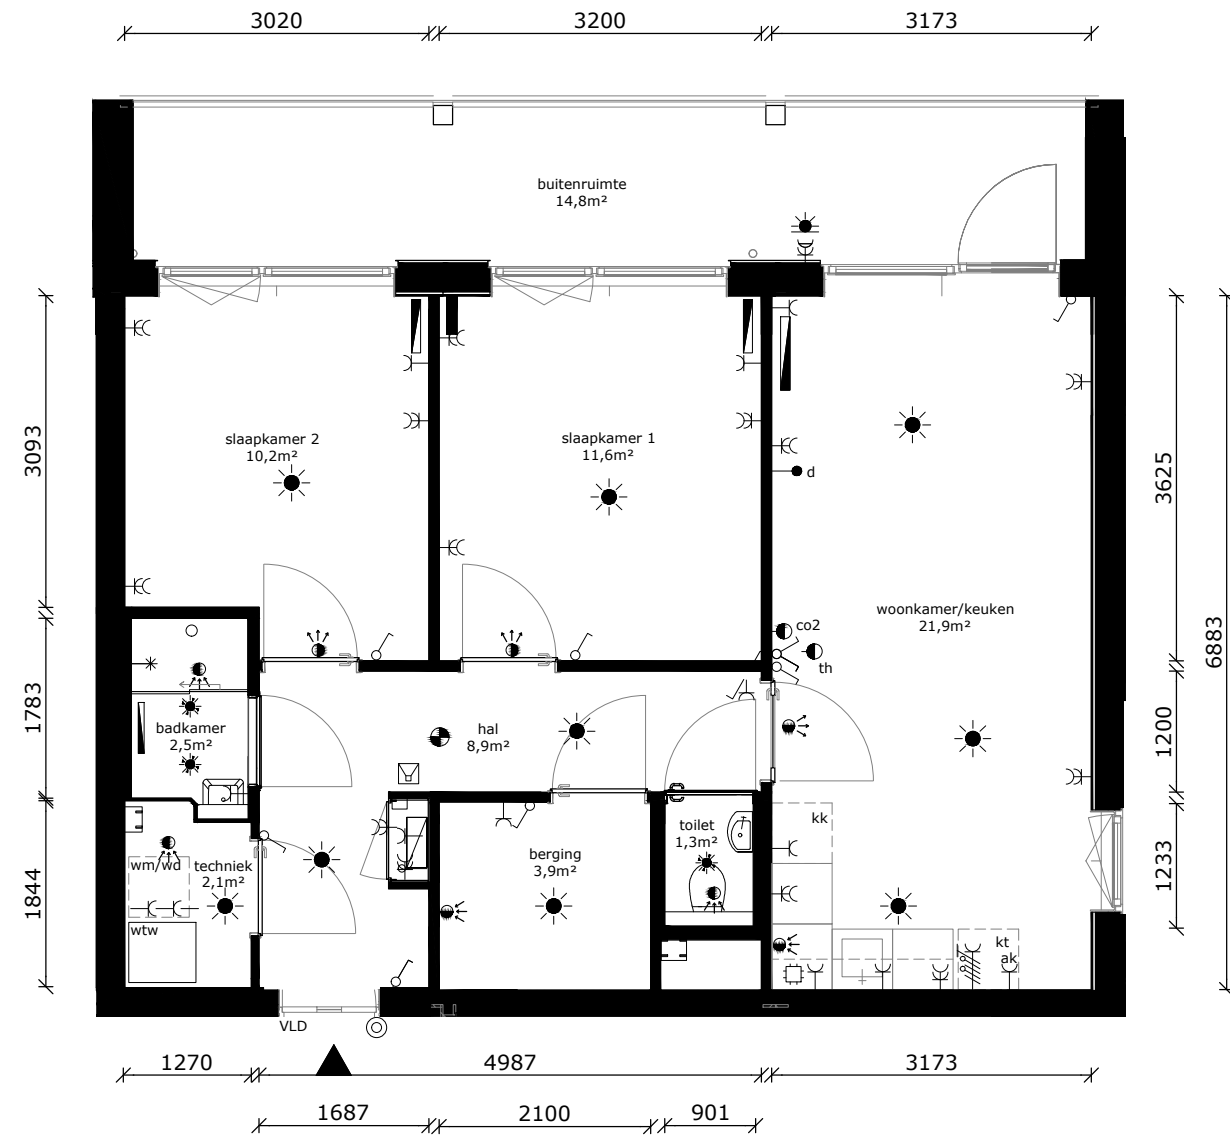 3020
3200
3173
buitenruimte
14,8m²
slaapkamer 2
10,2m²
slaapkamer 1
11,6m²
d
3093
3625
6883
woonkamer/keuken
21,9m²
co2
th
1783
badkamer
2,5m²
hal
8,9m²
1200
kk
toilet
1,3m²
berging
3,9m²
wm/wd
techniek
2,1m²
1844
1233
wtw
kt
ak
VLD
1270
4987
3173
1687
2100
901